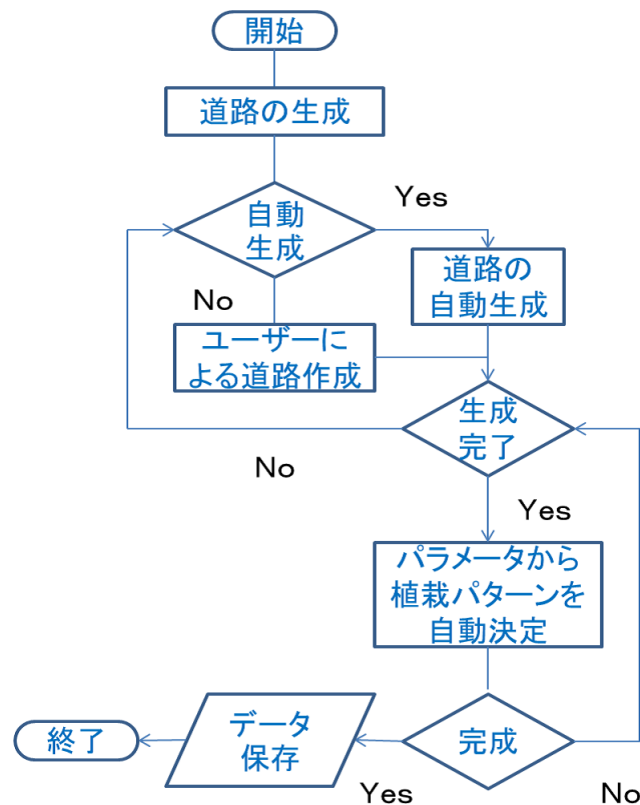 開始
道路の生成
自動
生成
Yes
No
道路の
自動生成
ユーザーに
よる道路作成
生成
完了
No
Yes
パラメータから
植栽パターンを
自動決定
完成
データ
保存
終了
Yes
No